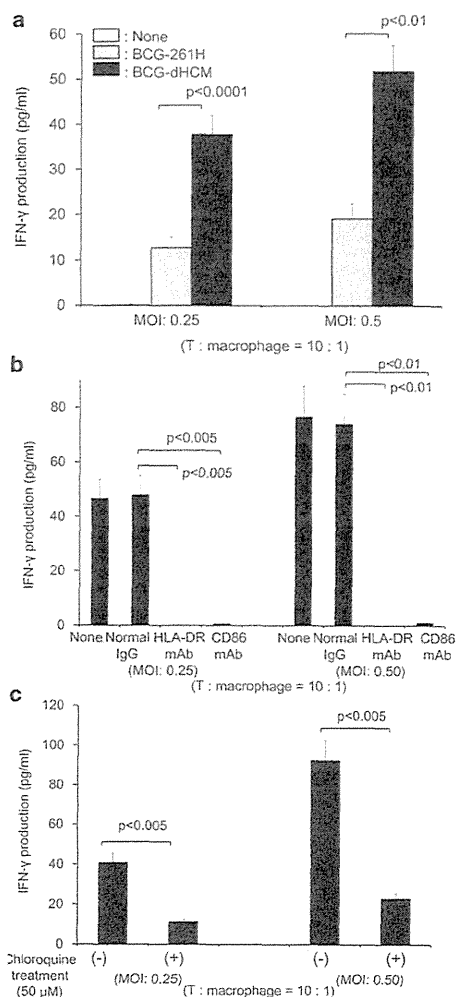 a
60
50
40
30
20
10
0
IFN-γ production (pg/ml)
: None
: BCG-261H
: BCG-dHCM
p<0.0001
p<0.01
MOI: 0.25 MOI: 0.5
(T : macrophage = 10 : 1)
b
80
60
40
20
0
IFN-γ production (pg/ml)
p<0.005
p<0.005
p<0.01
p<0.01
None Normal HLA-DR CD86 None Normal HLA-DR CD86
IgG mAb mAb IgG mAb mAb
(MOI: 0.25) (MOI: 0.50)
(T : macrophage = 10 : 1)
c
120
100
80
60
40
20
0
IFN-γ production (pg/ml)
p<0.005
p<0.005
Chloroquine (-) (+) (-) (+)
treatment (MOI: 0.25) (MOI: 0.50)
(50 μM) (T : macrophage = 10 : 1)